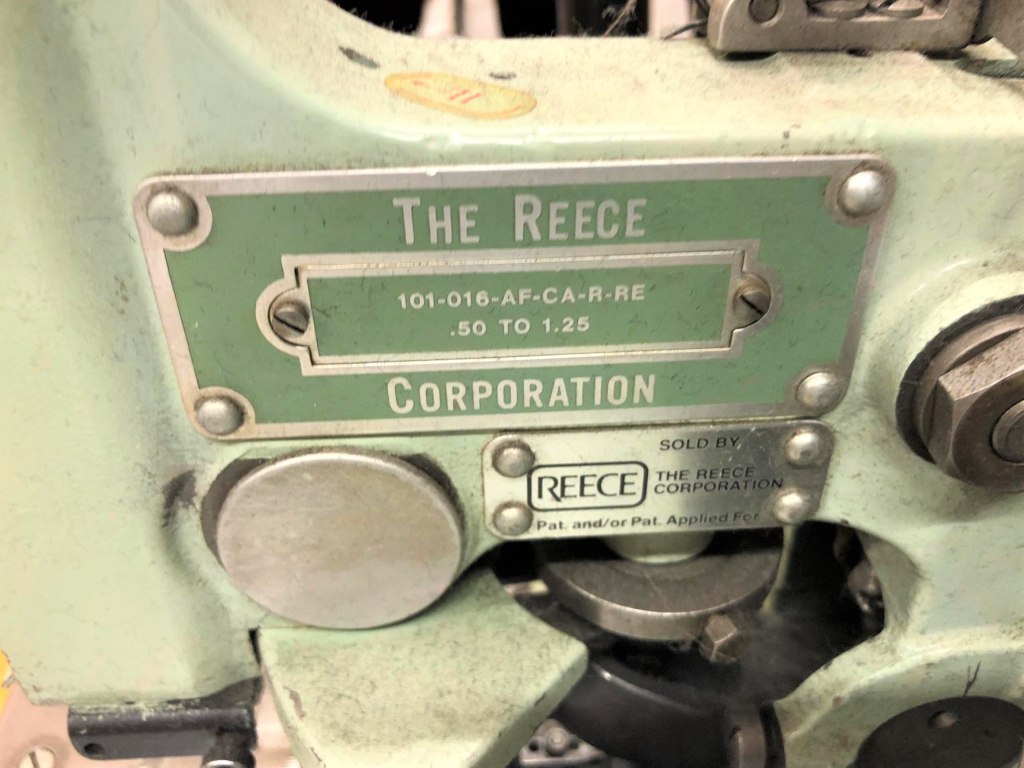 THE REECE
101-016-AF-CA-R-RE
.50 TO 1.25
CORPORATION
SOLD BY
REECE
THE REECE
CORPORATION
Pat. and/or Pat. Applied For